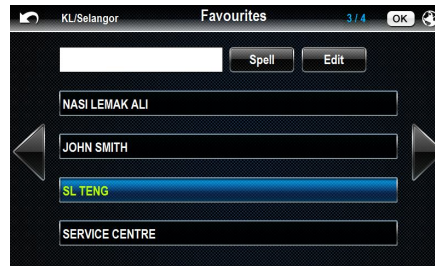 KL/Selangor Favourites 3 / 4 OK
Spell Edit
NASI LEMAK ALI
JOHN SMITH
SL TENG
SERVICE CENTRE